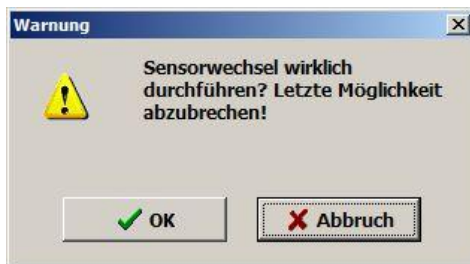 Warnung
Sensorwechsel wirklich
durchführen? Letzte Möglichkeit
abzubrechen!
OK
Abbruch